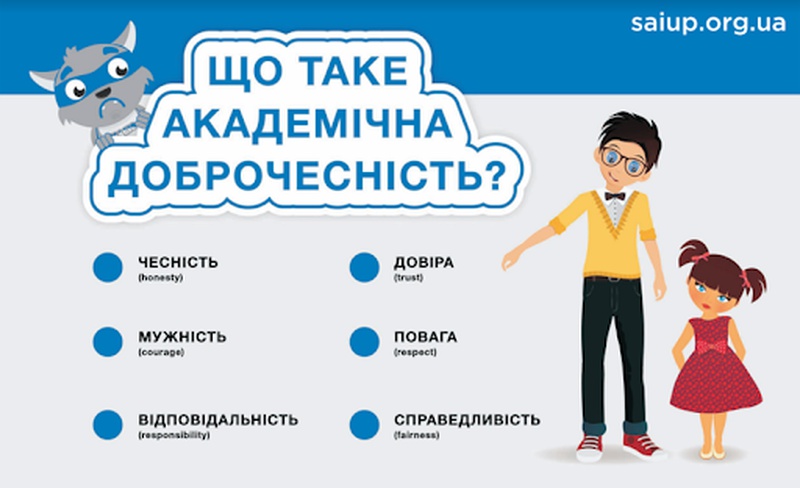 saiup.org.ua
ЩО ТАКЕ
АКАДЕМІЧНА
ДОБРОЧЕСНІСТЬ?
ЧЕСНІСТЬ
(honesty)
ДОВІРА
(trust)
МУЖНІСТЬ
(courage)
ПОВАГА
(respect)
ВІДПОВІДАЛЬНІСТЬ
(responsibility)
СПРАВЕДЛИВІСТЬ
(fairness)